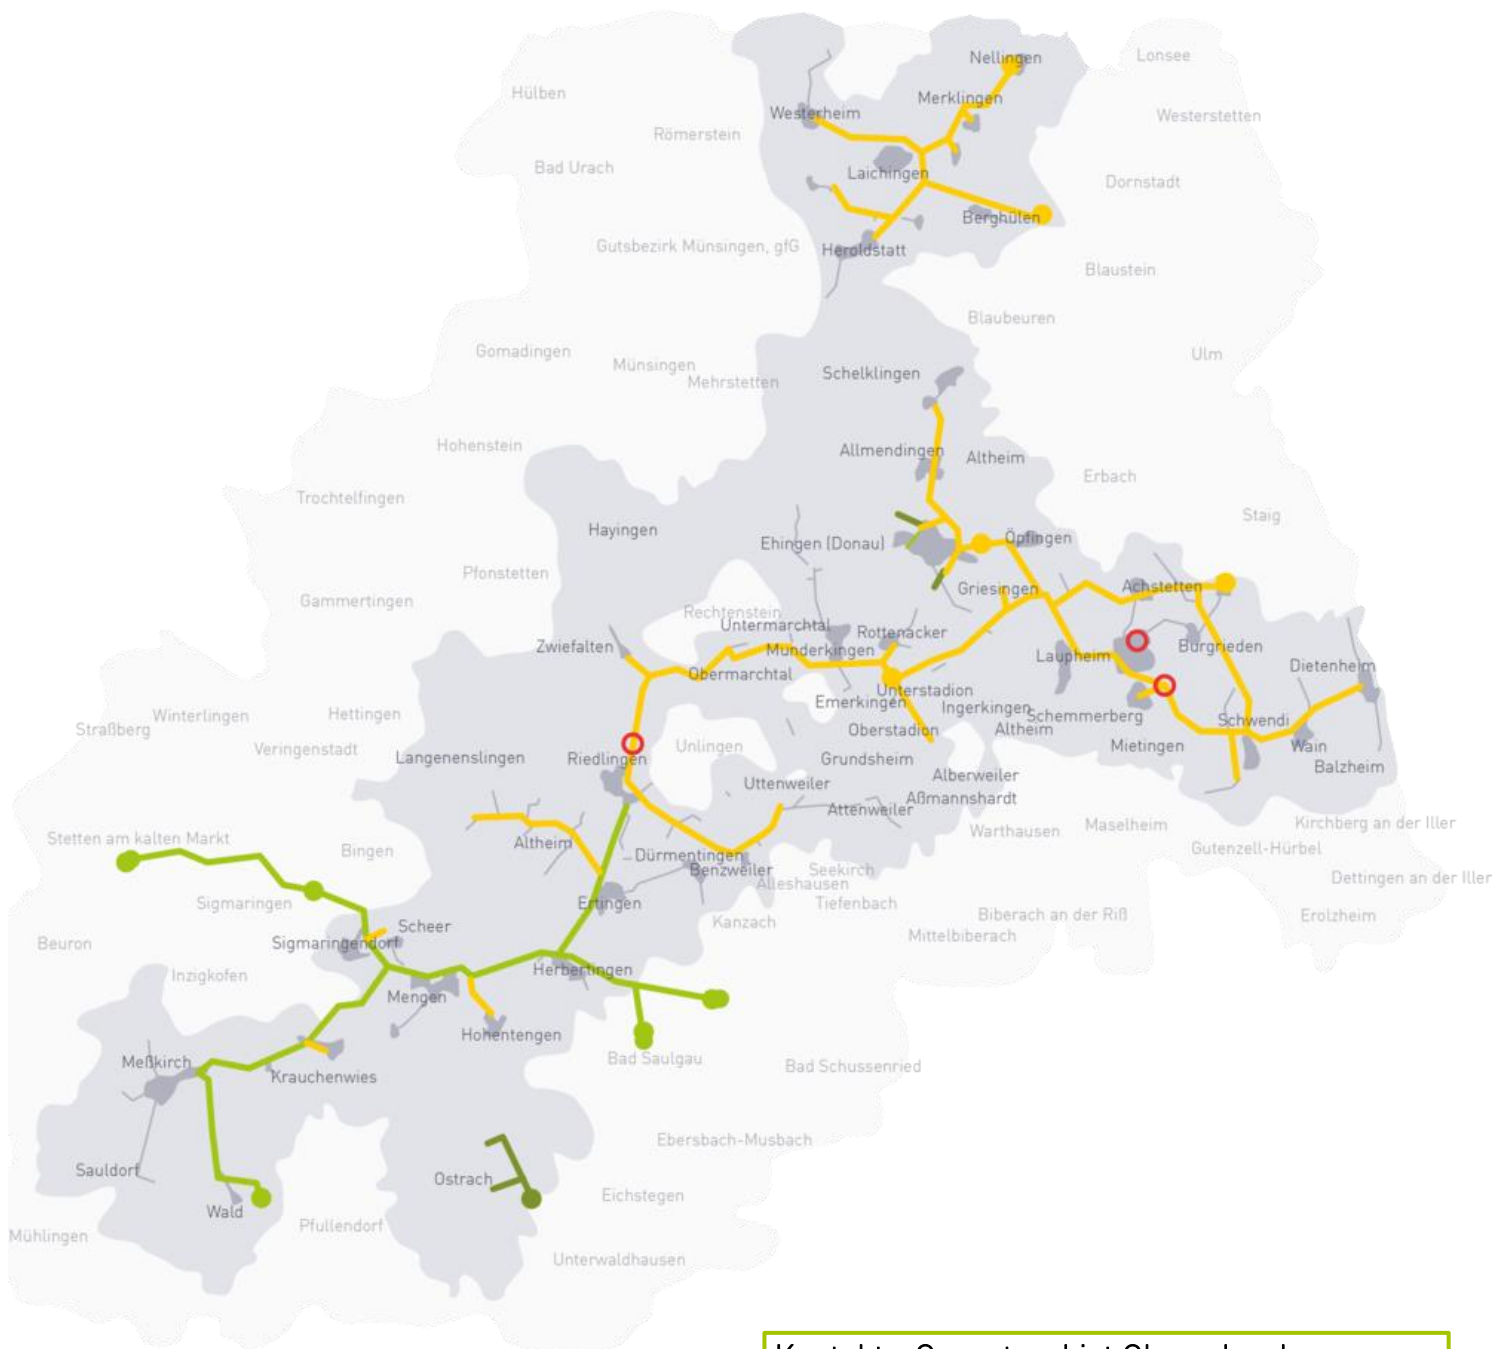 Nellingen
Lonsee
Hülben
Merklingen
Westerheim
Westerstetten
Römerstein
Bad Urach
Laichingen
Dornstadt
Berghülen
Gutsbezirk Münsingen, gfG
Heroldstatt
Blaustein
Blaubeuren
Gomadingen
Ulm
Münsingen
Schelklingen
Mehrstetten
Hohenstein
Allmendingen
Altheim
Erbach
Trochtelfingen
Staig
Hayingen
Öpfingen
Ehingen (Donau)
Pfonstetten
Griesingen
Achstetten
Gammertingen
Rechtenstein
Untermarchtal
Rottenacker
Zwiefalten
Munderkingen
Burgrieden
Laupheim
Dietenheim
Obermarchtal
Unterstadion
Emerkingen
Ingerkingen
Winterlingen
Hettingen
Schemmerberg
Schwendi
Straßberg
Oberstadion
Altheim
Veringenstadt
Unlingen
Mietingen
Wain
Langenenslingen
Riedlingen
Grundsheim
Balzheim
Alberweiler
Uttenweiler
Aßmannshardt
Attenweiler
Kirchberg an der Iller
Maselheim
Warthausen
Stetten am kalten Markt
Altheim
Bingen
Gutenzell-Hürbel
Dürmentingen
Benzweiler
Seekirch
Alleshausen
Dettingen an der Iller
Sigmaringen
Ertingen
Tiefenbach
Biberach an der Riß
Erolzheim
Kanzach
Scheer
Mittelbiberach
Beuron
Sigmaringendorf
Herbertingen
Inzigkofen
Mengen
Hohentengen
Bad Saulgau
Meßkirch
Bad Schussenried
Krauchenwies
Ebersbach-Musbach
Sauldorf
Ostrach
Eichstegen
Wald
Pfullendorf
Mühlingen
Unterwaldhausen